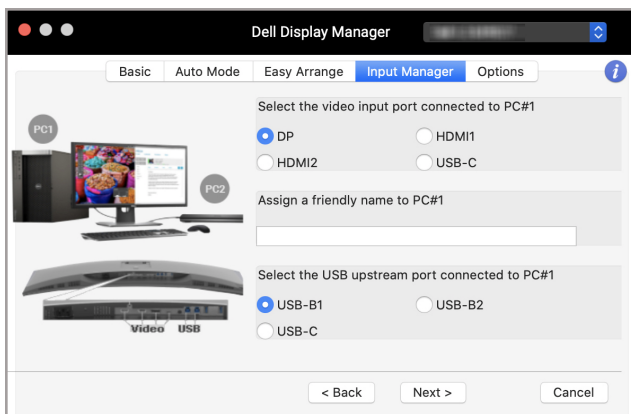 Dell Display Manager
Basic
Auto Mode
Easy Arrange
Input Manager
Options
i
Select the video input port connected to PC#1
PC1
DP
HDMI1
HDMI2
USB-C
PC2
Assign a friendly name to PC#1
Select the USB upstream port connected to PC#1
USB-B1
USB-B2
USB-C
Video
USB
< Back
Next >
Cancel